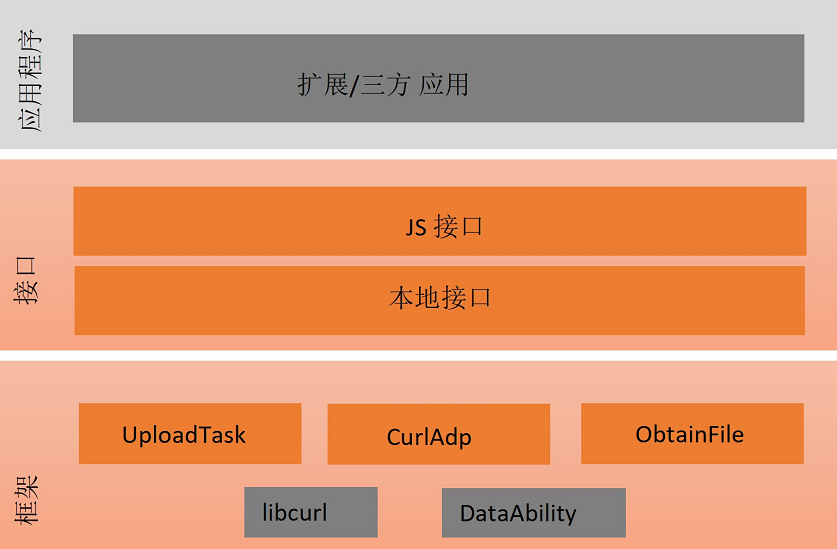 应用程序
扩展/三方 应用
接口
JS 接口
本地接口
框架
UploadTask
CurlAdp
ObtainFile
libcurl
DataAbility